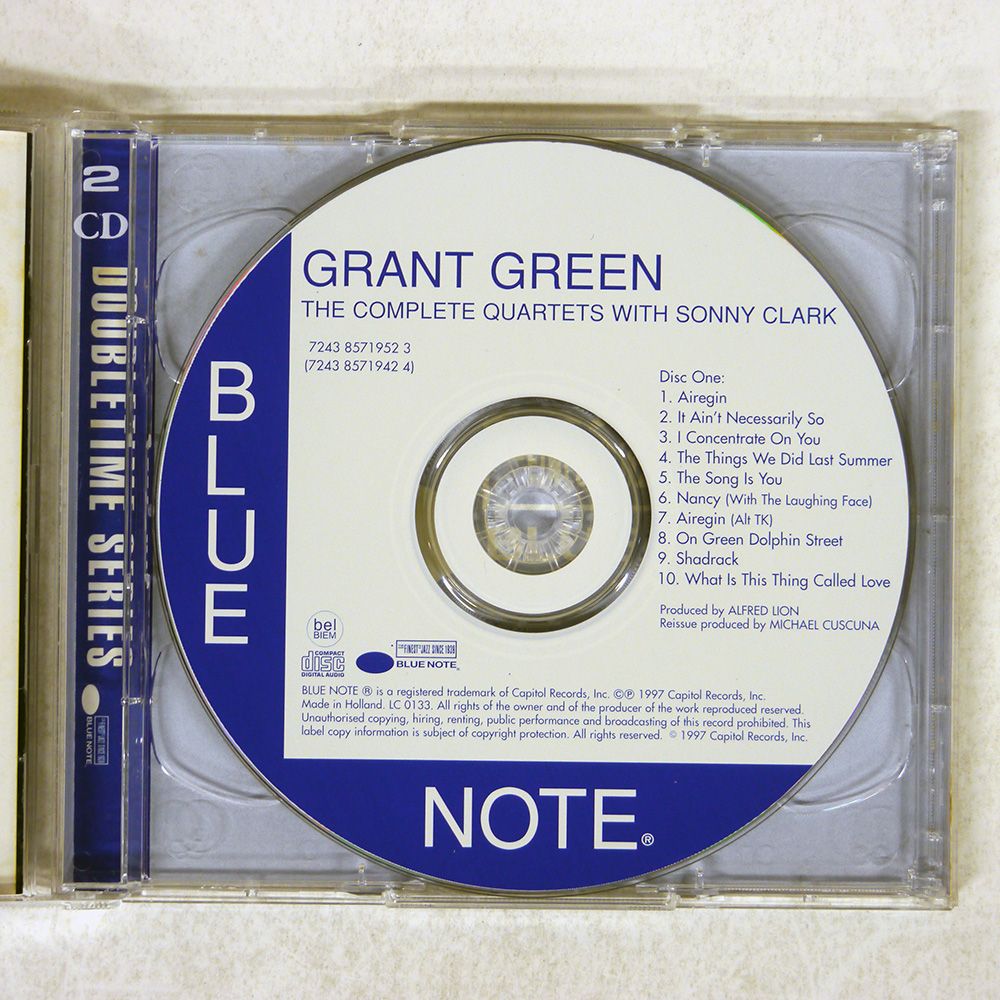 2
CD
DOUBLETIME SERIES
BLUE NOTE
GRANT GREEN
THE COMPLETE QUARTETS WITH SONNY CLARK
7243 8571952 3
(7243 8571942 4)
Disc One:
1. Airegin
2. It Ain't Necessarily So
3. I Concentrate On You
4. The Things We Did Last Summer
5. The Song Is You
6. Nancy (With The Laughing Face)
7. Airegin (Alt TK)
8. On Green Dolphin Street
9. Shadrack
10. What Is This Thing Called Love
Produced by ALFRED LION
Reissue produced by MICHAEL CUSCUNA
BLUE
bel
BIEM
COMPACT
disc
DIGITAL AUDIO
THE FINEST IN JAZZ SINCE 1939
BLUE NOTE
BLUE NOTE ® is a registered trademark of Capitol Records, Inc. ©℗ 1997 Capitol Records, Inc.
Made in Holland. LC 0133. All rights of the owner and of the producer of the work reproduced reserved.
Unauthorised copying, hiring, renting, public performance and broadcasting of this record prohibited. This
label copy information is subject of copyright protection. All rights reserved. © 1997 Capitol Records, Inc.
NOTE®